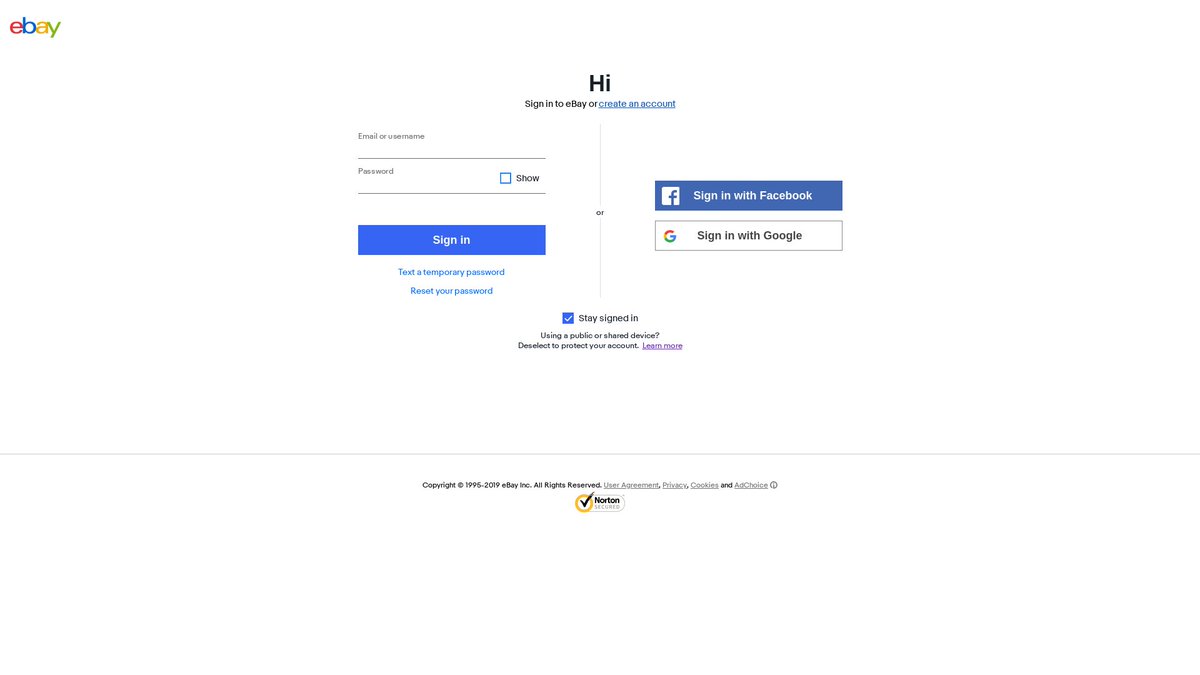 ebay
Hi
Sign in to eBay or create an account
Email or username
Password
Show
Sign in
Text a temporary password
Reset your password
or
Sign in with Facebook
Sign in with Google
Stay signed in
Using a public or shared device?
Deselect to protect your account. Learn more
Copyright © 1995-2019 eBay Inc. All Rights Reserved. User Agreement, Privacy, Cookies and AdChoice
Norton
SECURED